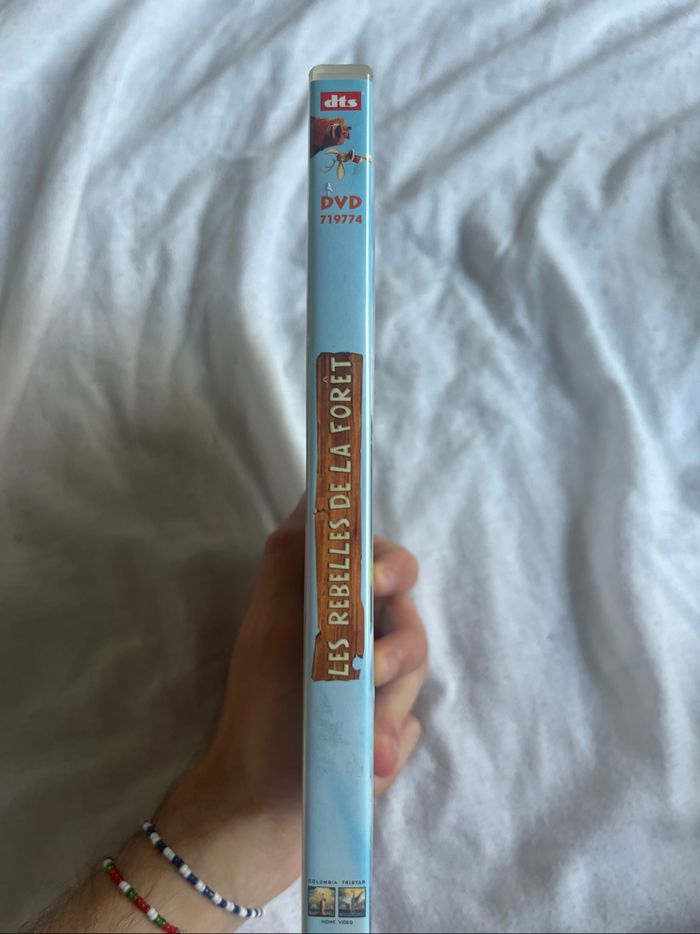 dts
DVD
719774
LES REBELLES DE LA FORÊT
COLUMBIA TRISTAR
HOME VIDEO